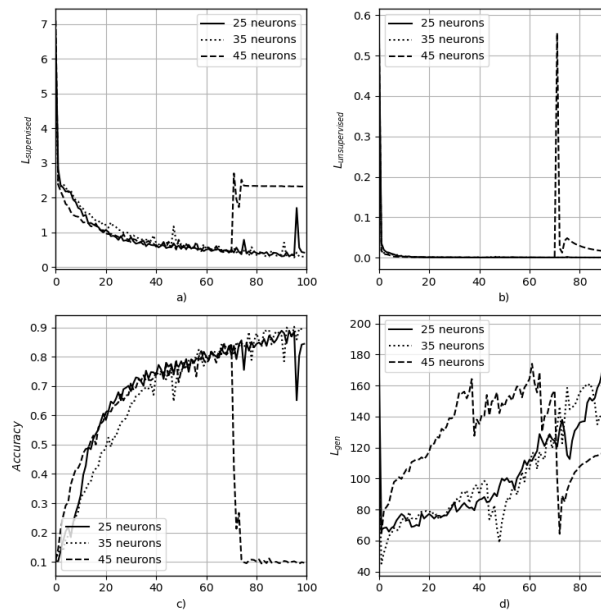 25 neurons
35 neurons
45 neurons
L_supervised
7
6
5
4
3
2
1
0
0 20 40 60 80 100
a)
25 neurons
35 neurons
45 neurons
L_unsupervised
0.6
0.5
0.4
0.3
0.2
0.1
0.0
0 20 40 60 80
b)
25 neurons
35 neurons
45 neurons
Accuracy
0.9
0.8
0.7
0.6
0.5
0.4
0.3
0.2
0.1
0 20 40 60 80 100
c)
25 neurons
35 neurons
45 neurons
L_gen
200
180
160
140
120
100
80
60
40
0 20 40 60 80
d)